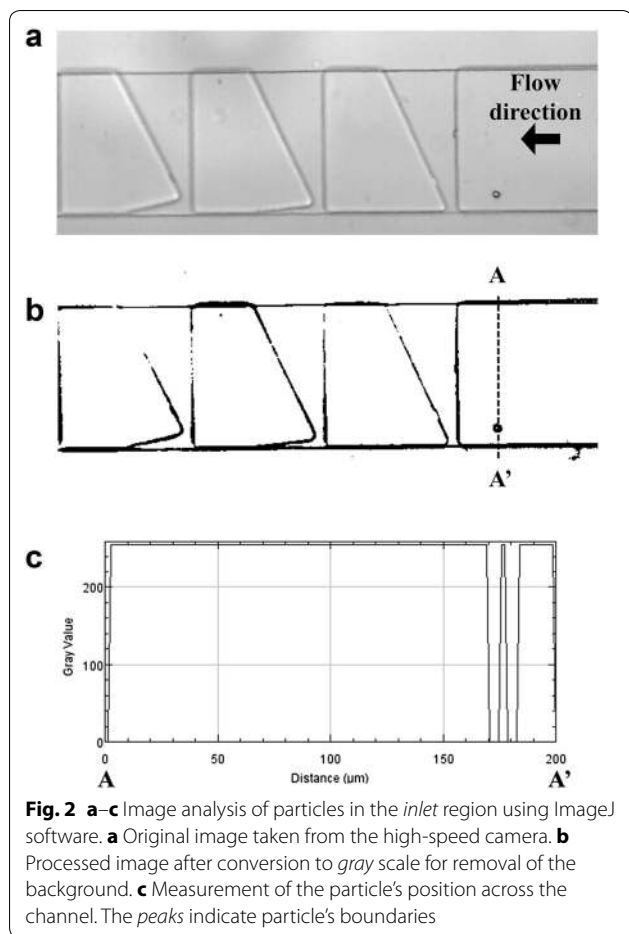 a
Flow
direction
b
A
A'
c
Gray Value
200
100
0
0
50
100
150
200
A
Distance (µm)
A'
Fig. 2 a–c Image analysis of particles in the inlet region using ImageJ
software. a Original image taken from the high-speed camera. b
Processed image after conversion to gray scale for removal of the
background. c Measurement of the particle's position across the
channel. The peaks indicate particle's boundaries